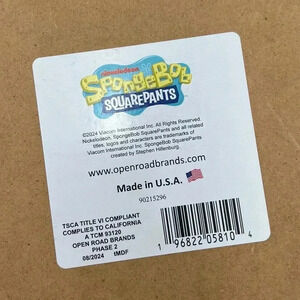 nickelodeon
SpongeBob
SQUAREPANTS
©2024 Viacom International Inc. All Rights Reserved.
Nickelodeon, SpongeBob SquarePants and all related
titles, logos and characters are trademarks of
Viacom International Inc. SpongeBob SquarePants
created by Stephen Hillenburg.
www.openroadbrands.com
Made in U.S.A.
90215296
TSCA TITLE VI COMPLIANT
COMPLIES TO CALIFORNIA
A TCM 93120
OPEN ROAD BRANDS
PHASE 2
08/2024 tMDF
1 96822 05810 4